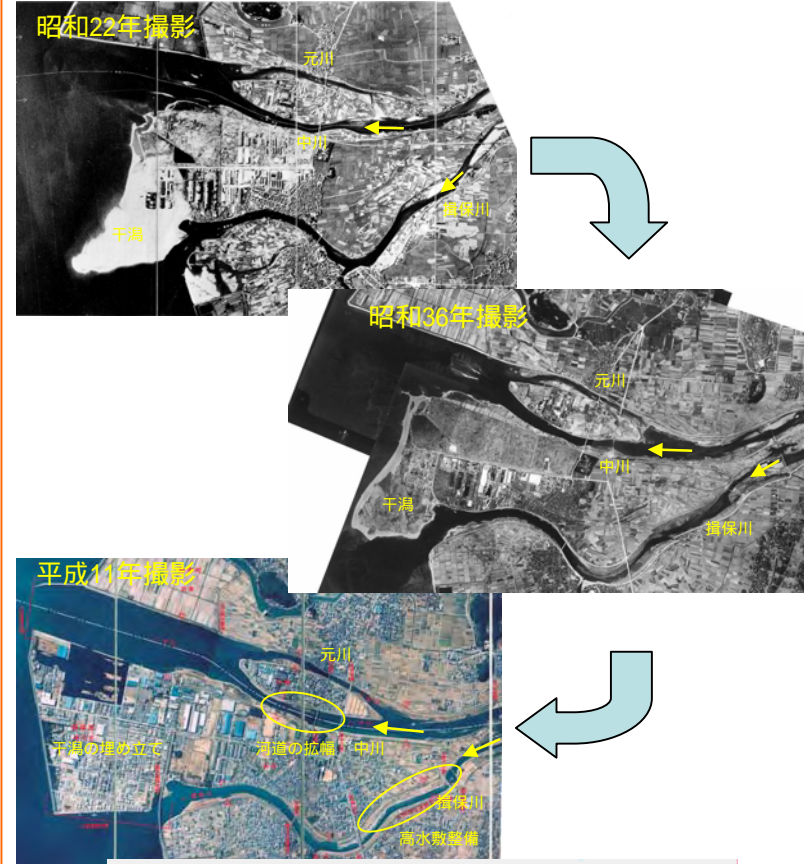 昭和22年撮影
元川
中川
揖保川
干潟
昭和36年撮影
元川
中川
干潟
揖保川
平成11年撮影
元川
干潟の埋め立て
河道の拡幅
中川
揖保川
高水敷整備